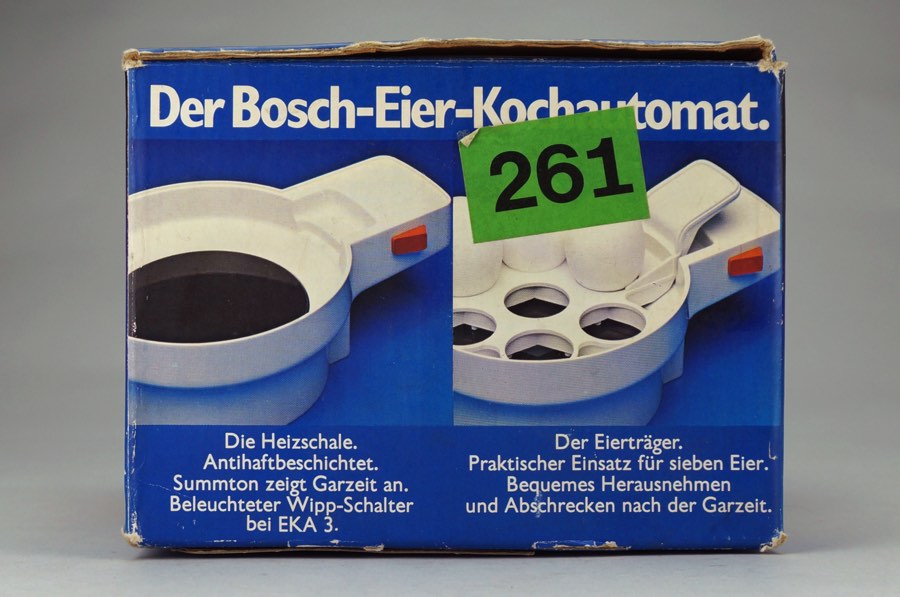 Der Bosch-Eier-Kochautomat.
261
Die Heizschale.
Antihaftbeschichtet.
Summton zeigt Garzeit an.
Beleuchteter Wipp-Schalter
bei EKA 3.
Der Eierträger.
Praktischer Einsatz für sieben Eier.
Bequemes Herausnehmen
und Abschrecken nach der Garzeit.